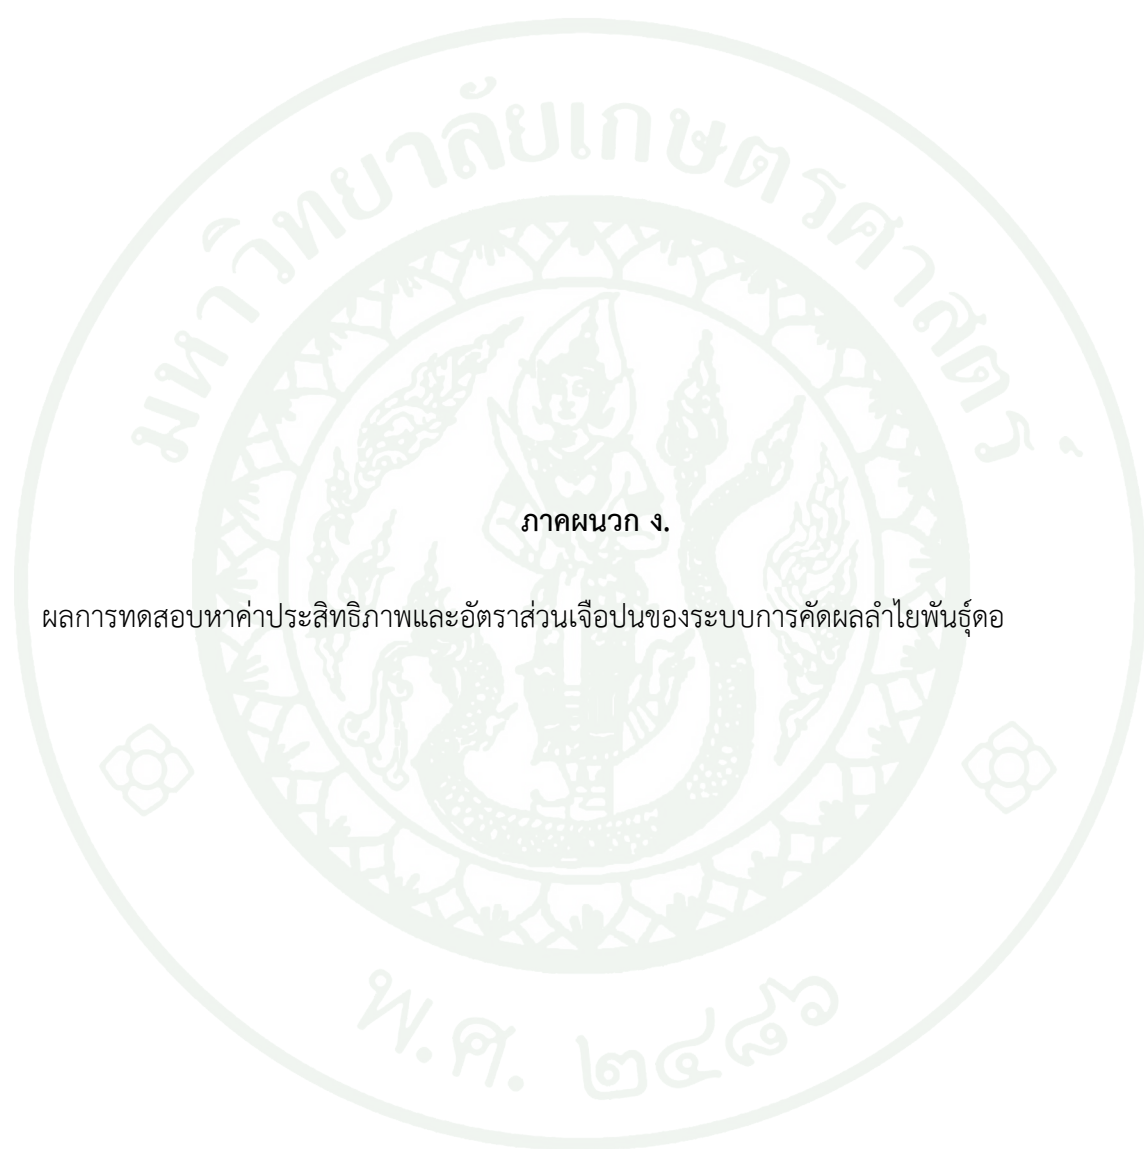 มหาวิทยาลัยเกษตรศาสตร์
ภาคผนวก ง.
ผลการทดสอบหาค่าประสิทธิภาพและอัตราส่วนเจือปนของระบบการคัดผลลำไยพันธุ์ดอ
พ.ศ. ๒๔๘๖